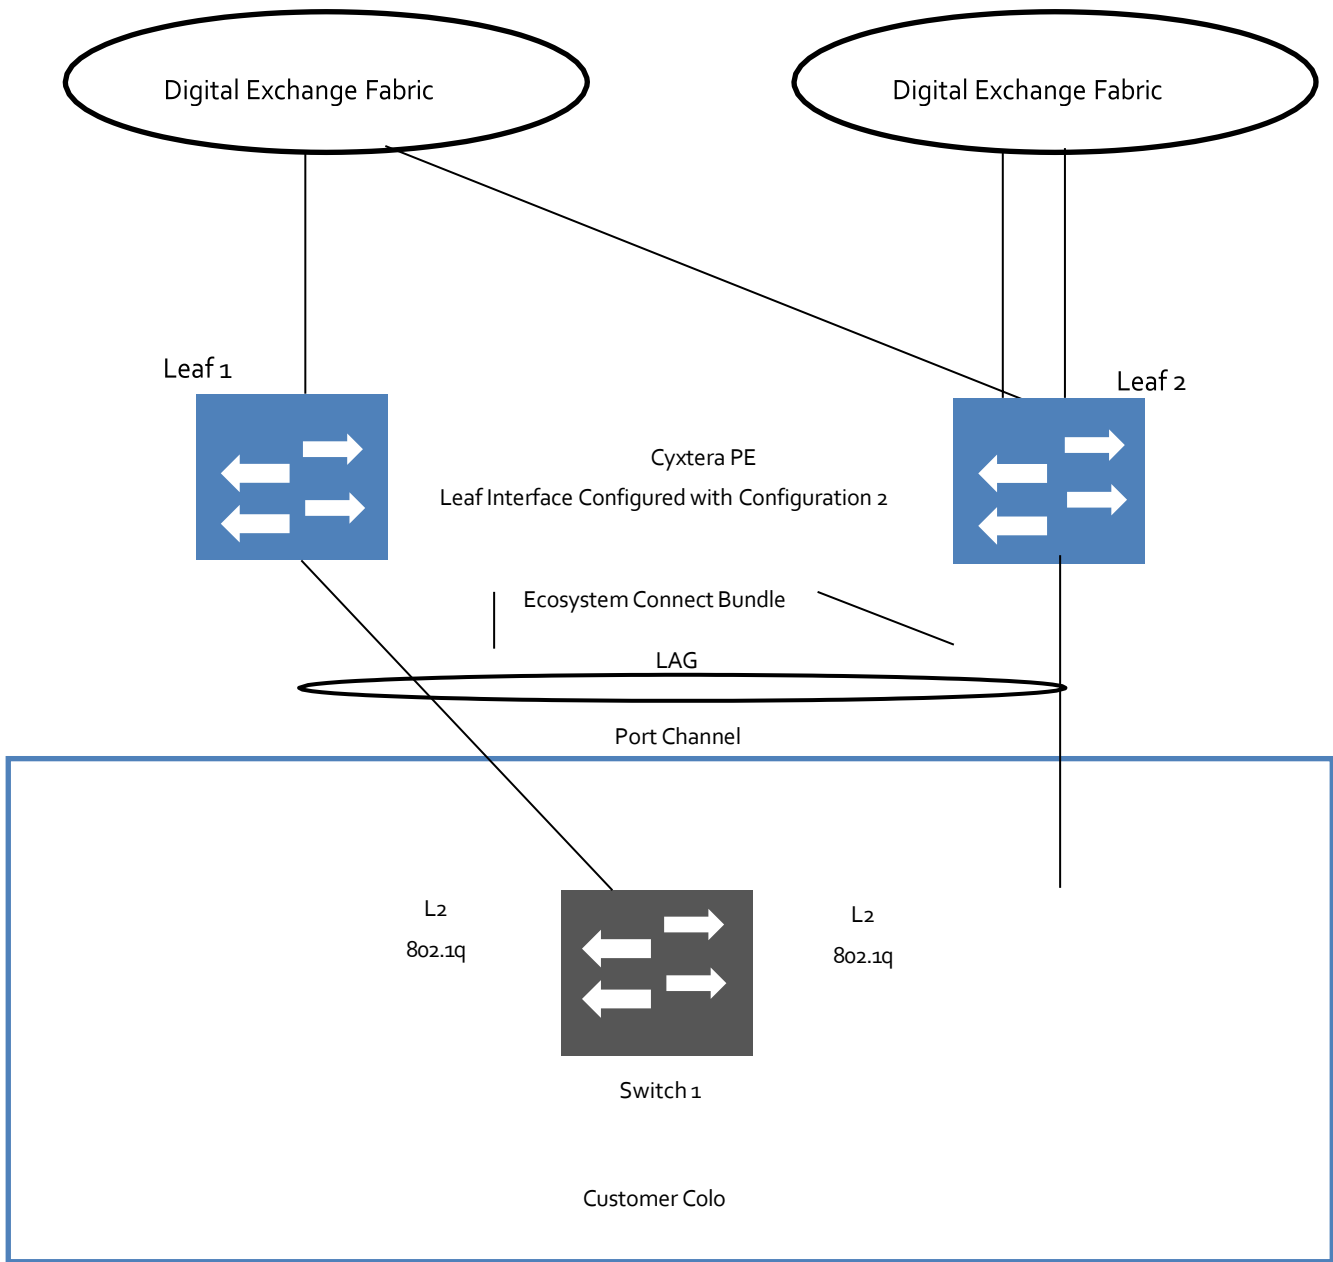 Digital Exchange Fabric
Digital Exchange Fabric
Leaf 1
Leaf 2
Cyxtera PE
Leaf Interface Configured with Configuration 2
Ecosystem Connect Bundle
LAG
Port Channel
L2
802.1q
L2
802.1q
Switch 1
Customer Colo